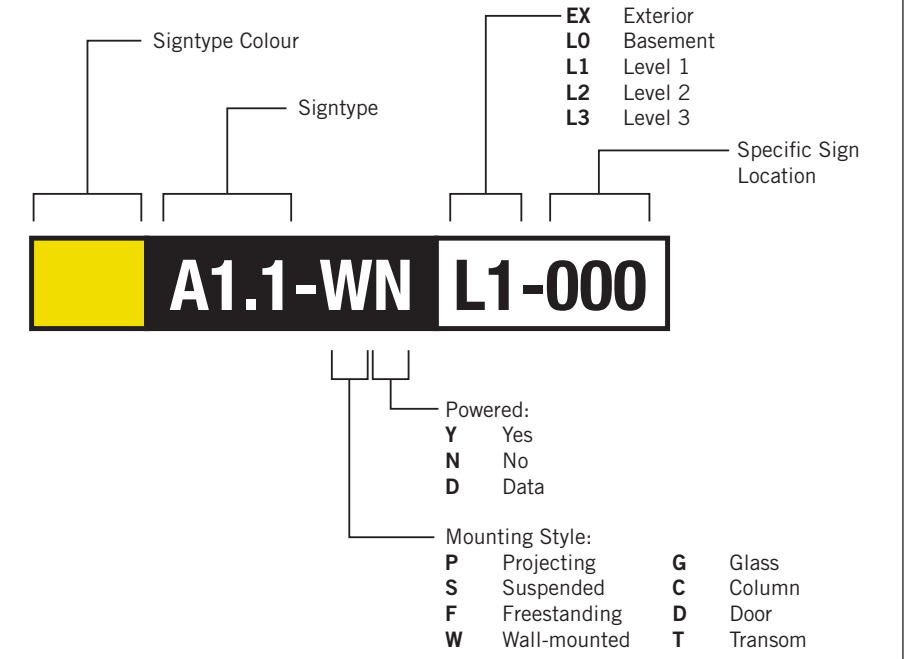 EX Exterior
Signtype Colour
L0 Basement
L1 Level 1
L2 Level 2
Signtype
L3 Level 3
Specific Sign
Location
A1.1-WN L1-000
Powered:
Y Yes
N No
D Data
Mounting Style:
P Projecting G Glass
S Suspended C Column
F Freestanding D Door
W Wall-mounted T Transom